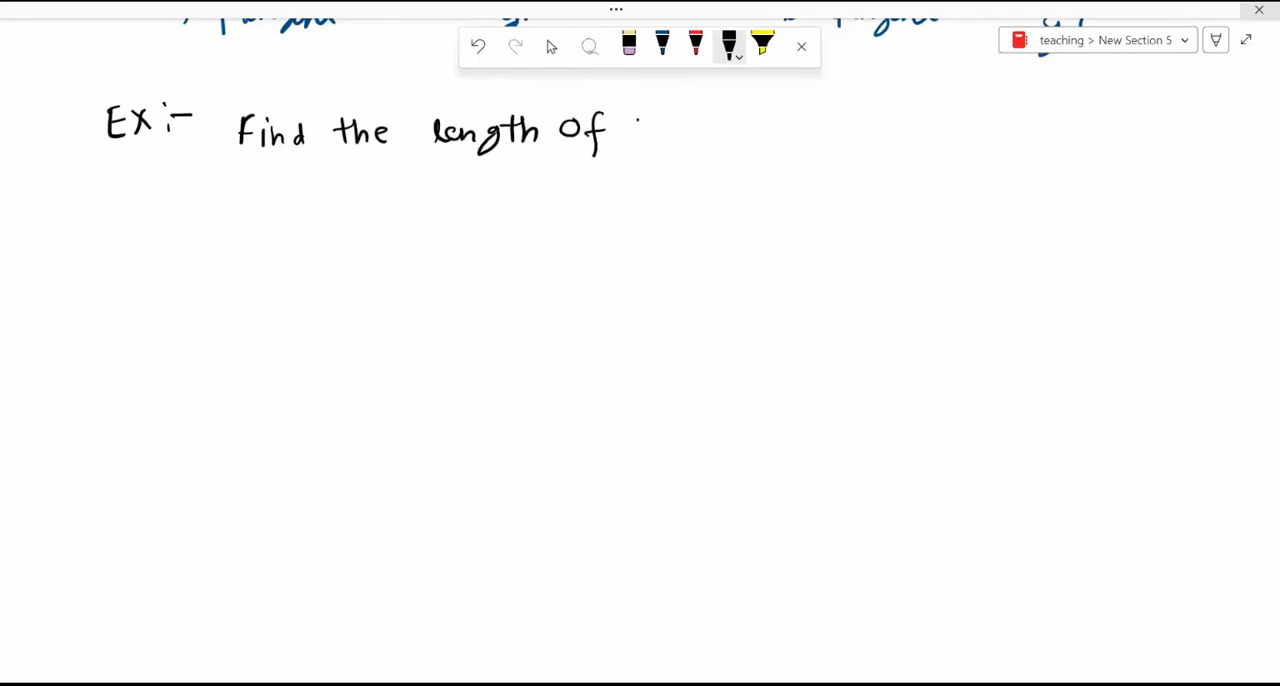 teaching > New Section 5
Ex:- Find the length of